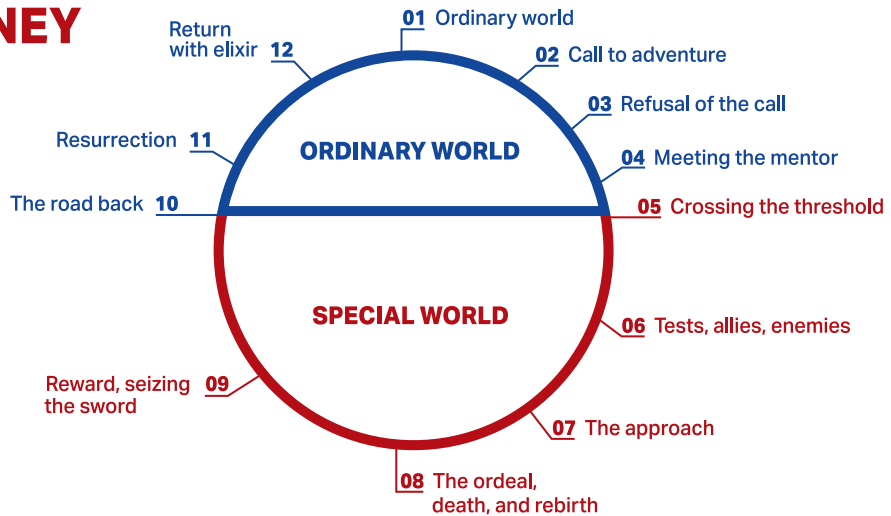 NEY
01 Ordinary world
02 Call to adventure
03 Refusal of the call
04 Meeting the mentor
05 Crossing the threshold
06 Tests, allies, enemies
07 The approach
08 The ordeal,
death, and rebirth
Reward, seizing 09
the sword
The road back 10
Resurrection 11
Return
with elixir 12
ORDINARY WORLD
SPECIAL WORLD